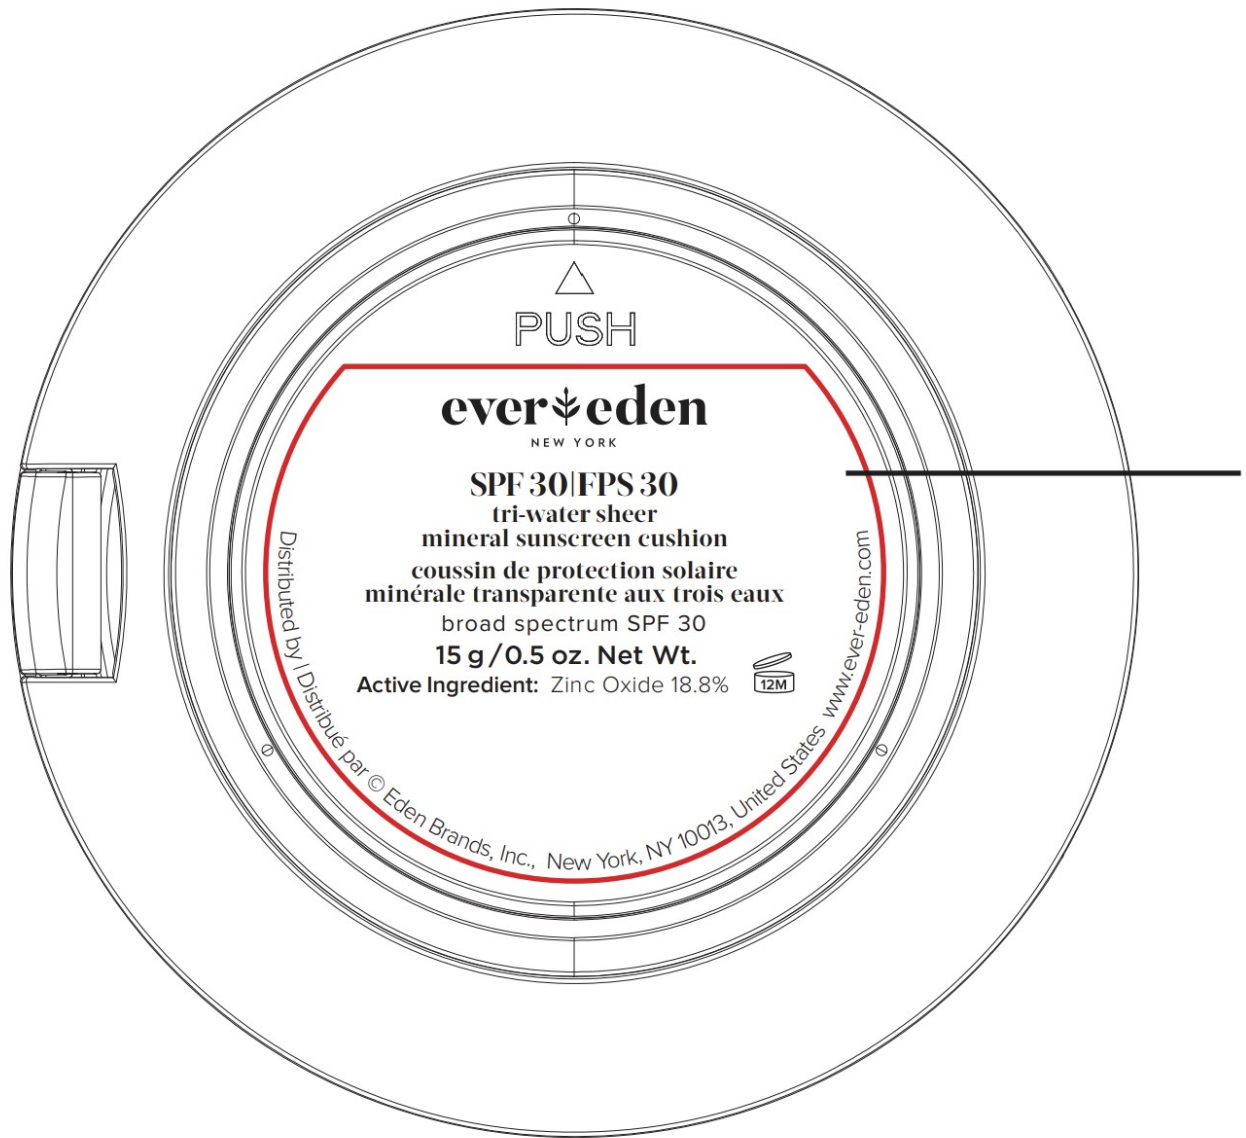 PUSH
ever eden
NEW YORK
SPF 30|FPS 30
tri-water sheer
mineral sunscreen cushion
coussin de protection solaire
minérale transparente aux trois eaux
broad spectrum SPF 30
15 g/0.5 oz. Net Wt.
Active Ingredient: Zinc Oxide 18.8%
12M
Distributed by | Distribué par © Eden Brands, Inc., New York, NY 10013, United States www.ever-eden.com